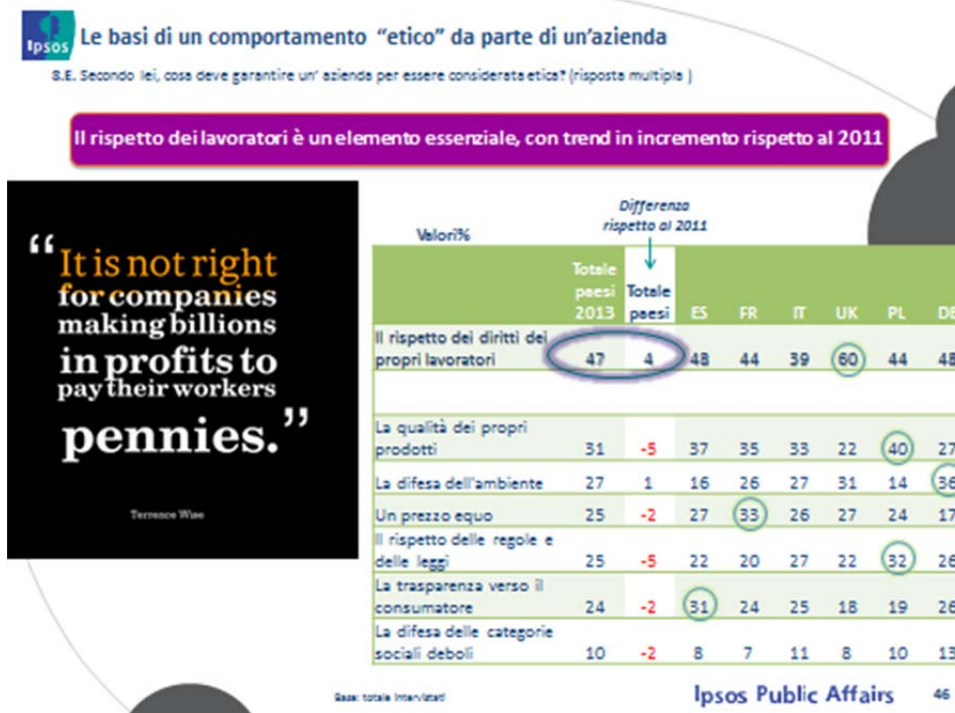 Ipsos
Le basi di un comportamento “etico” da parte di un’azienda
8.E. Secondo lei, cosa deve garantire un’ azienda per essere considerata etica? (risposta multipla )
Il rispetto dei lavoratori è un elemento essenziale, con trend in incremento rispetto al 2011
“It is not right
for companies
making billions
in profits to
pay their workers
pennies.”
Terrence Wise
Differenza
rispetto al 2011
Valori%
Totale
paesi
2013
Totale
paesi
ES FR IT UK PL DE
Il rispetto dei diritti dei
propri lavoratori 47 4 48 44 39 60 44 48
La qualità dei propri
prodotti 31 -5 37 35 33 22 40 27
La difesa dell'ambiente 27 1 16 26 27 31 14 36
Un prezzo equo 25 -2 27 33 26 27 24 17
Il rispetto delle regole e
delle leggi 25 -5 22 20 27 22 32 26
La trasparenza verso il
consumatore 24 -2 31 24 25 18 19 26
La difesa delle categorie
sociali deboli 10 -2 8 7 11 8 10 13
Base: totale intervistati
Ipsos Public Affairs 46